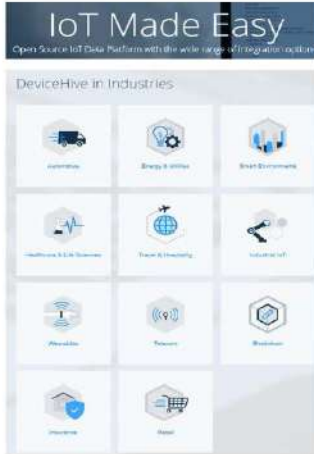 IoT Made Easy
Open Source IoT Data Platform with the wide range of integration options
DeviceHive in Industries
Automotive
Energy & Utilities
Smart Environments
Healthcare & Life Sciences
Travel & Hospitality
Industrial IoT
Wearables
Telecom
Blockchain
Insurance
Retail